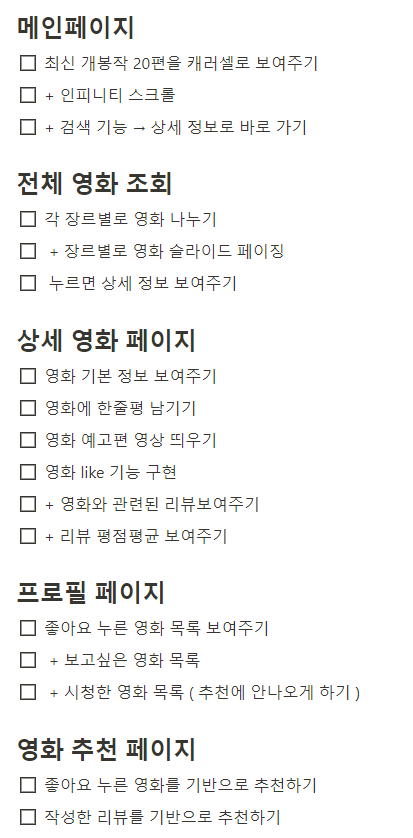 메인페이지
최신 개봉작 20편을 캐러셀로 보여주기
+ 인피니티 스크롤
+ 검색 기능 → 상세 정보로 바로 가기
전체 영화 조회
각 장르별로 영화 나누기
+ 장르별로 영화 슬라이드 페이징
누르면 상세 정보 보여주기
상세 영화 페이지
영화 기본 정보 보여주기
영화에 한줄평 남기기
영화 예고편 영상 띄우기
영화 like 기능 구현
+ 영화와 관련된 리뷰보여주기
+ 리뷰 평점평균 보여주기
프로필 페이지
좋아요 누른 영화 목록 보여주기
+ 보고싶은 영화 목록
+ 시청한 영화 목록 ( 추천에 안나오게 하기 )
영화 추천 페이지
좋아요 누른 영화를 기반으로 추천하기
작성한 리뷰를 기반으로 추천하기